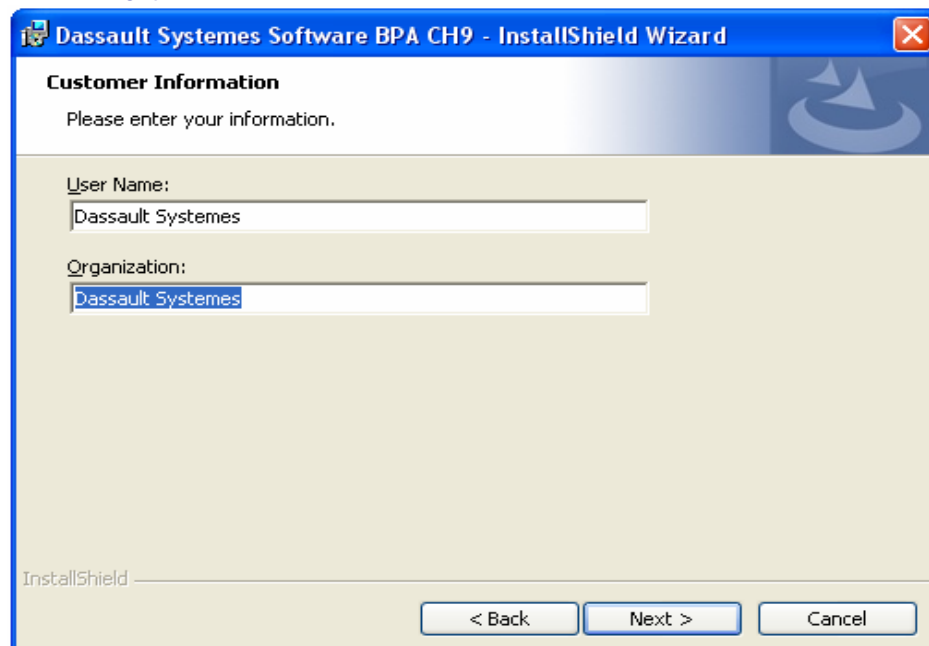 Dassault Systemes Software BPA CH9 - InstallShield Wizard
Customer Information
Please enter your information.
User Name:
Dassault Systemes
Organization:
Dassault Systemes
InstallShield
< Back Next > Cancel